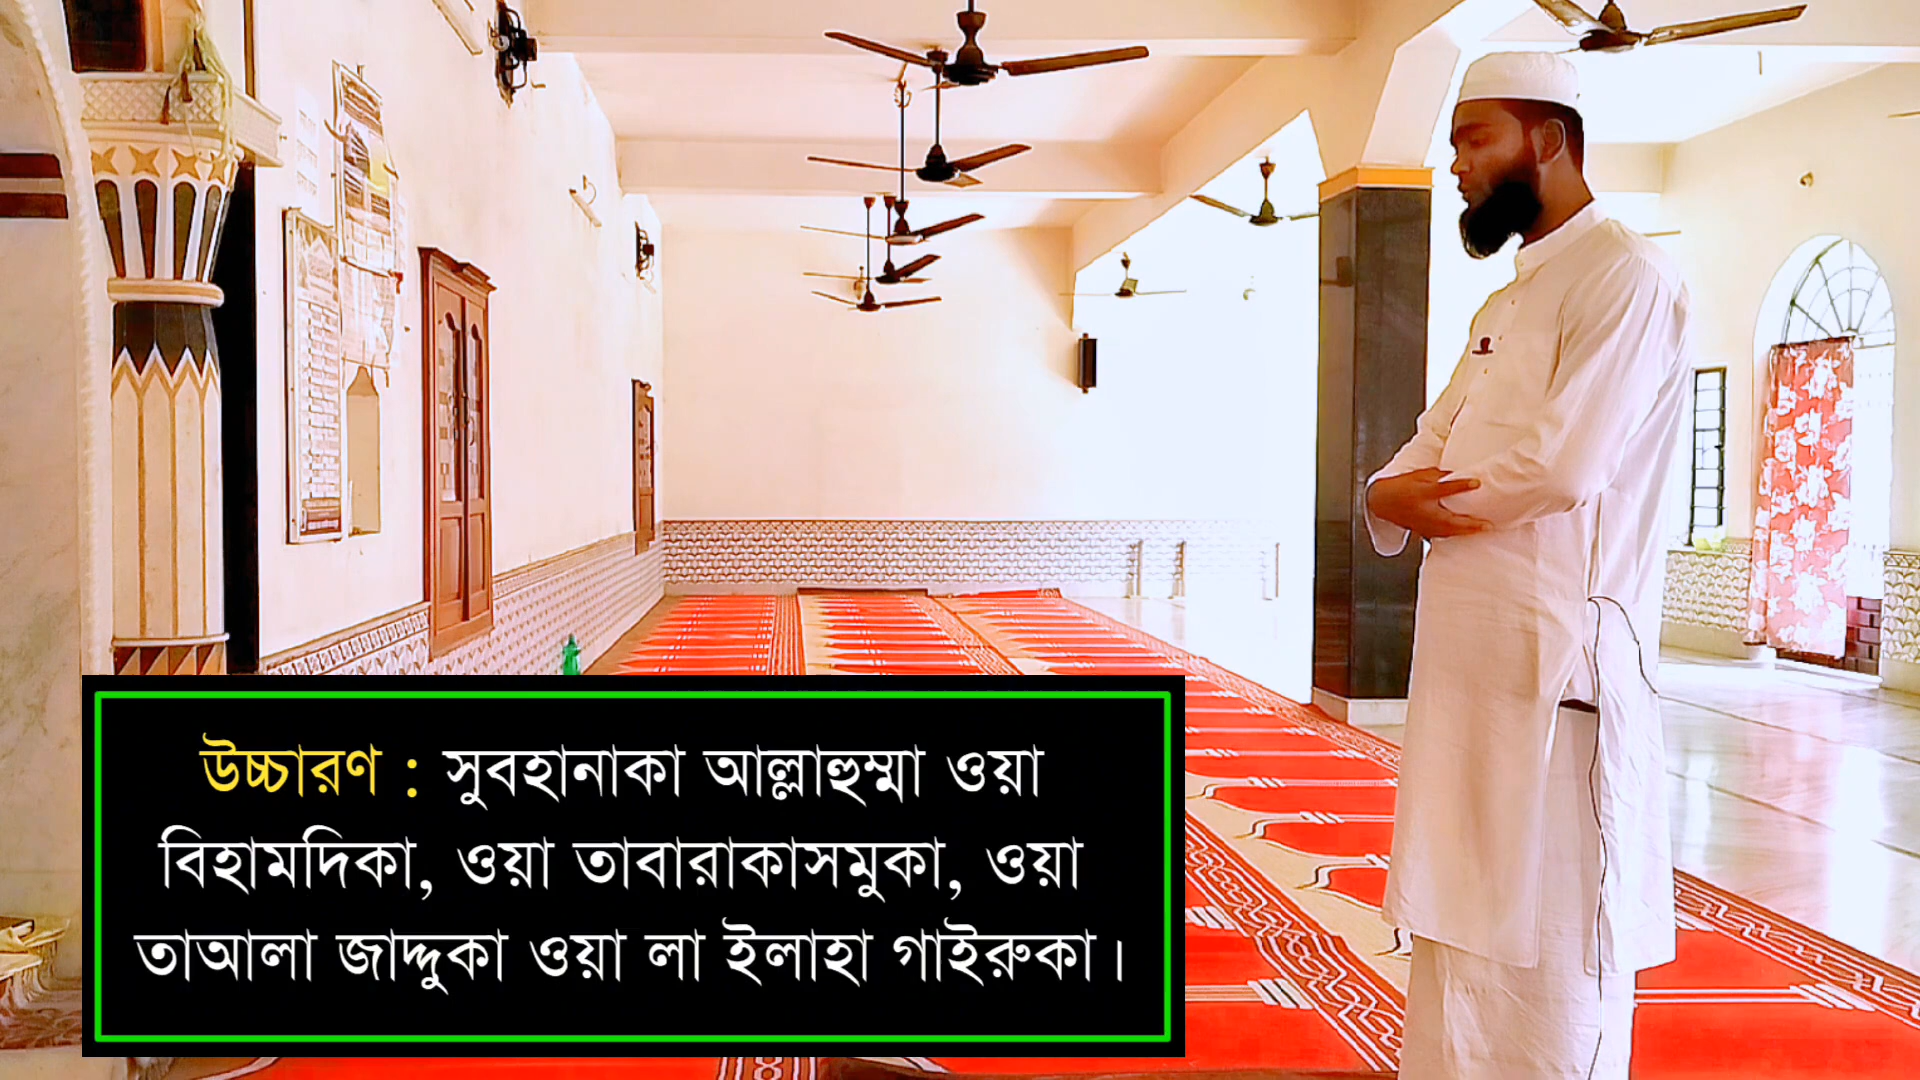 উচ্চারণ : সুবহানাকা আল্লাহুম্মা ওয়া
বিহামদিকা, ওয়া তাবারাকাসমুকা, ওয়া
তাআলা জাদ্দুকা ওয়া লা ইলাহা গাইরুকা।